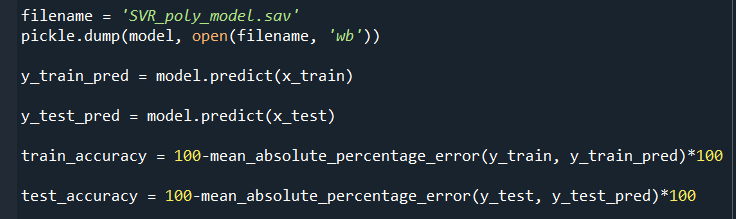 filename = 'SVR_poly_model.sav'
pickle.dump(model, open(filename, 'wb'))
y_train_pred = model.predict(x_train)
y_test_pred = model.predict(x_test)
train_accuracy = 100-mean_absolute_percentage_error(y_train, y_train_pred)*100
test_accuracy = 100-mean_absolute_percentage_error(y_test, y_test_pred)*100